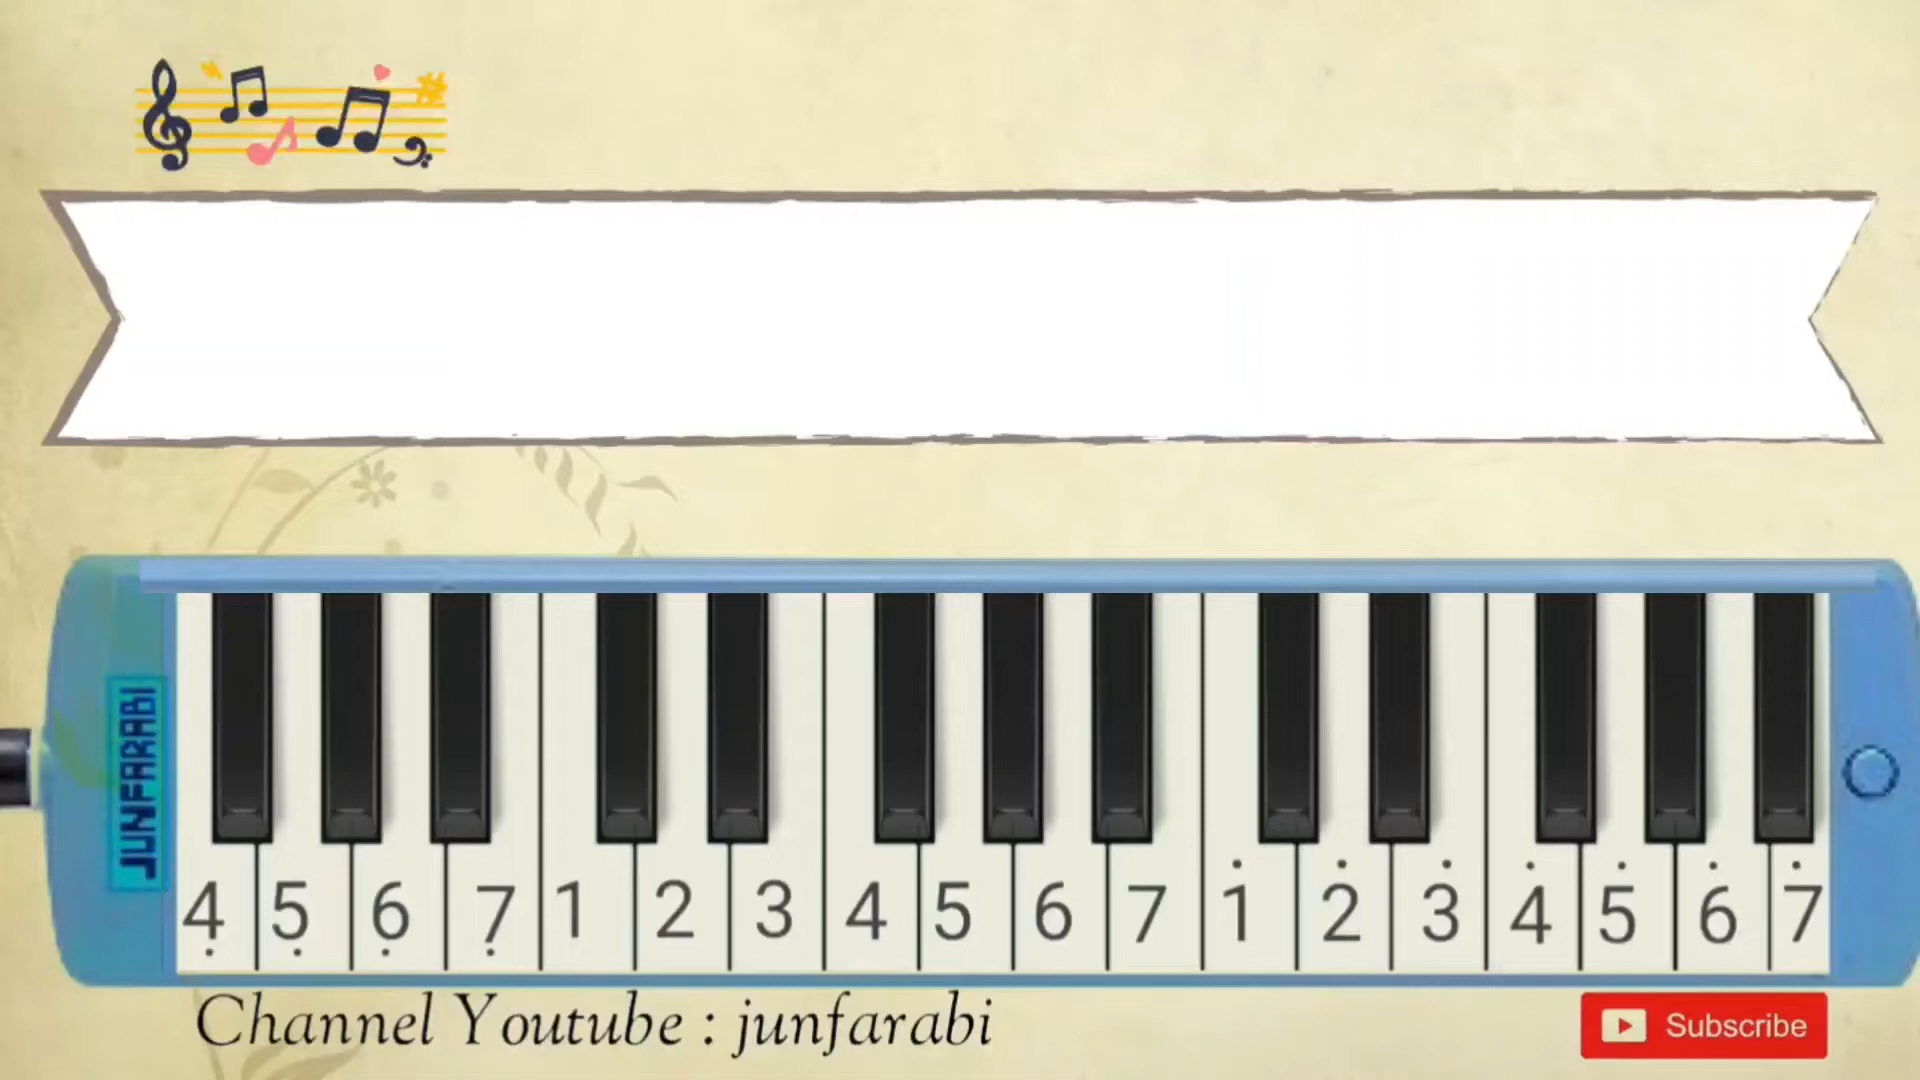 JUNFARABI
4̣ 5̣ 6̣ 7̣ 1 2 3 4 5 6 7 1̇ 2̇ 3̇ 4̇ 5̇ 6̇ 7̇
Channel Youtube : junfarabi
Subscribe